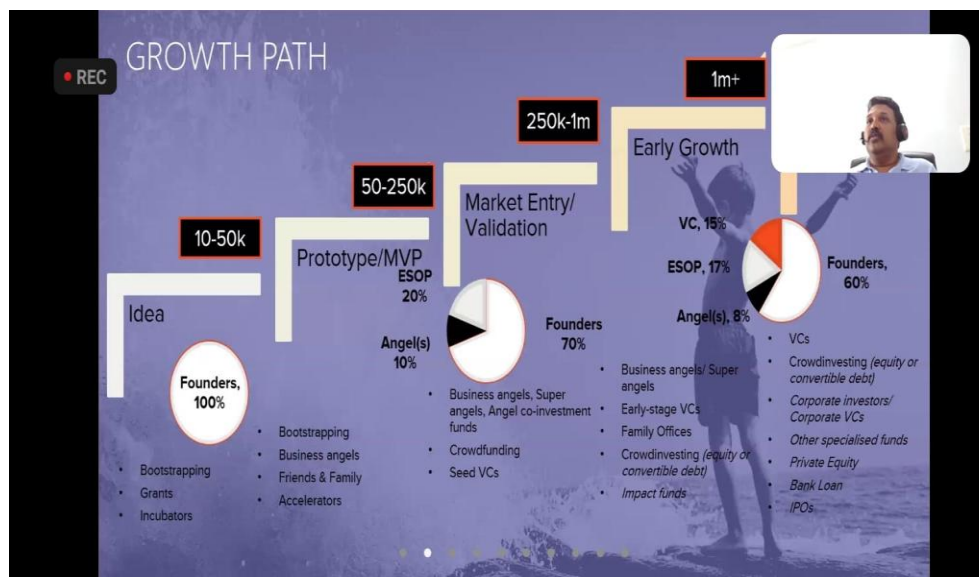 GROWTH PATH
REC
1m+
250k-1m
Early Growth
50-250k
Market Entry/
Validation
10-50k
Prototype/MVP
Idea
Founders,
100%
ESOP
20%
Angel(s)
10%
Founders
70%
VC, 15%
ESOP, 17%
Angel(s), 8%
Founders,
60%
• Bootstrapping
• Grants
• Incubators
• Bootstrapping
• Business angels
• Friends & Family
• Accelerators
• Business angels, Super
angels, Angel co-investment
funds
• Crowdfunding
• Seed VCs
• Business angels/ Super
angels
• Early-stage VCs
• Family Offices
• Crowdinvesting (equity or
convertible debt)
• Impact funds
• VCs
• Crowdinvesting (equity or
convertible debt)
• Corporate investors/
Corporate VCs
• Other specialised funds
• Private Equity
• Bank Loan
• IPOs